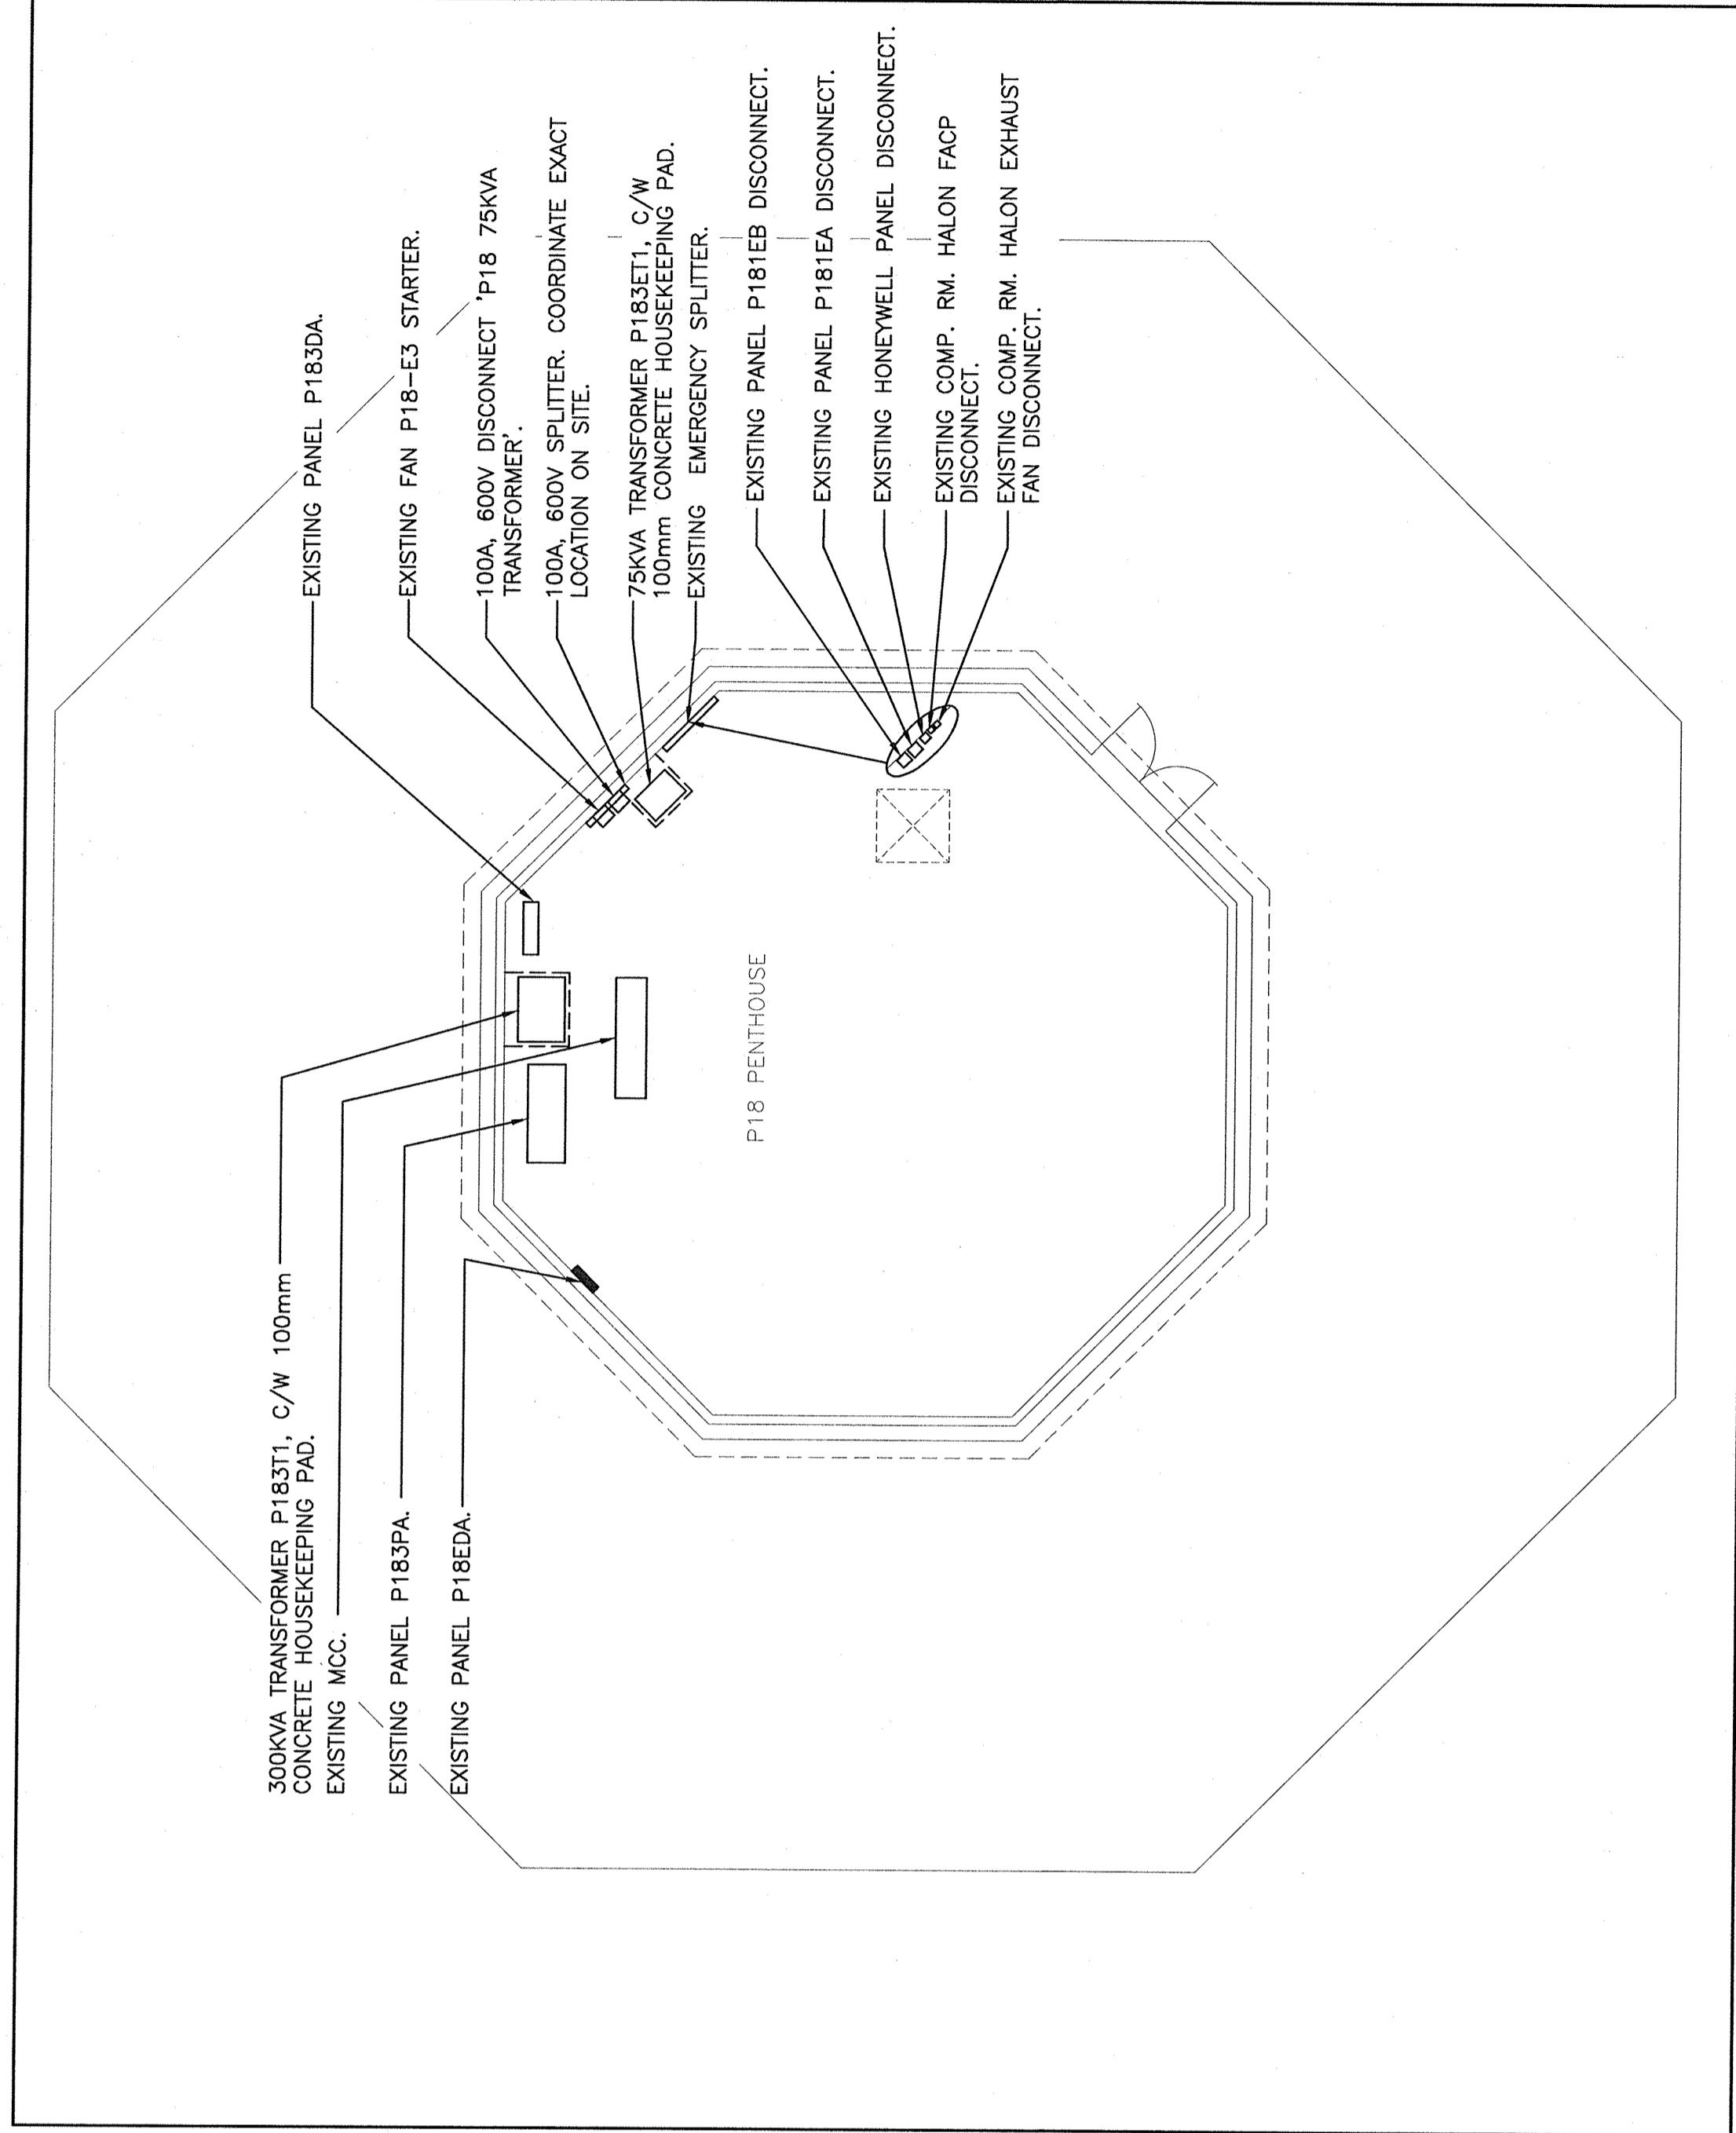 300KVA TRANSFORMER P183T1, C/W 100mm
CONCRETE HOUSEKEEPING PAD.
EXISTING MCC.
EXISTING PANEL P183PA.
EXISTING PANEL P18EDA.
EXISTING PANEL P183DA.
EXISTING FAN P18-E3 STARTER.
100A, 600V DISCONNECT 'P18 75KVA
TRANSFORMER'.
100A, 600V SPLITTER. COORDINATE EXACT
LOCATION ON SITE.
75KVA TRANSFORMER P183ET1, C/W
100mm CONCRETE HOUSEKEEPING PAD.
EXISTING EMERGENCY SPLITTER.
EXISTING PANEL P181EB DISCONNECT.
EXISTING PANEL P181EA DISCONNECT.
EXISTING HONEYWELL PANEL DISCONNECT.
EXISTING COMP. RM. HALON FACP
DISCONNECT.
EXISTING COMP. RM. HALON EXHAUST
FAN DISCONNECT.
P18 PENTHOUSE